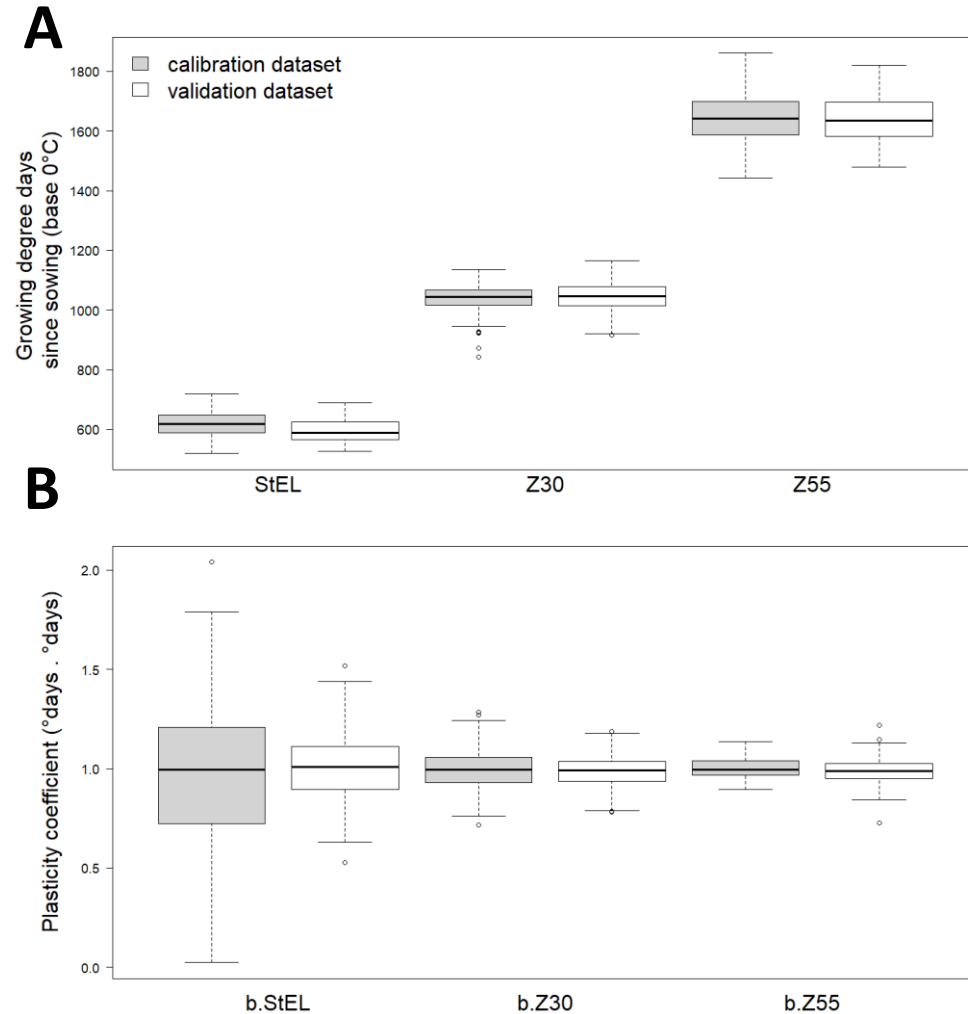 A
calibration dataset
validation dataset
Growing degree days
since sowing (base 0°C)
1800
1600
1400
1200
1000
800
600
StEL Z30 Z55
B
Plasticity coefficient (°days . °days)
2.0
1.5
1.0
0.5
0.0
b.StEL b.Z30 b.Z55